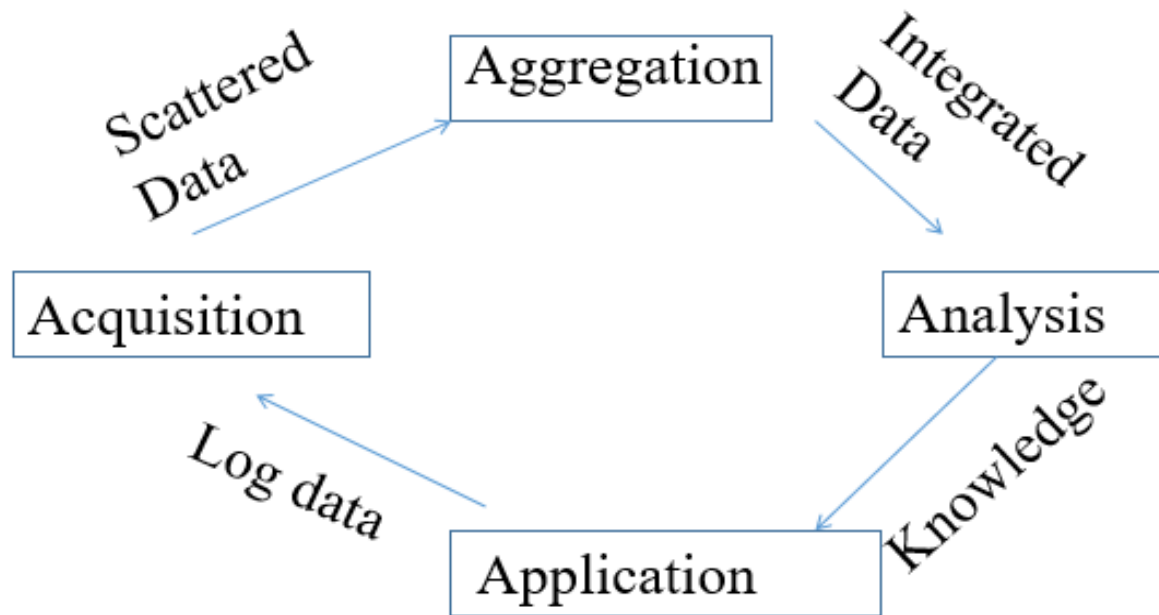 Scattered
Data
Aggregation
Integrated
Data
Acquisition
Analysis
Log data
Knowledge
Application